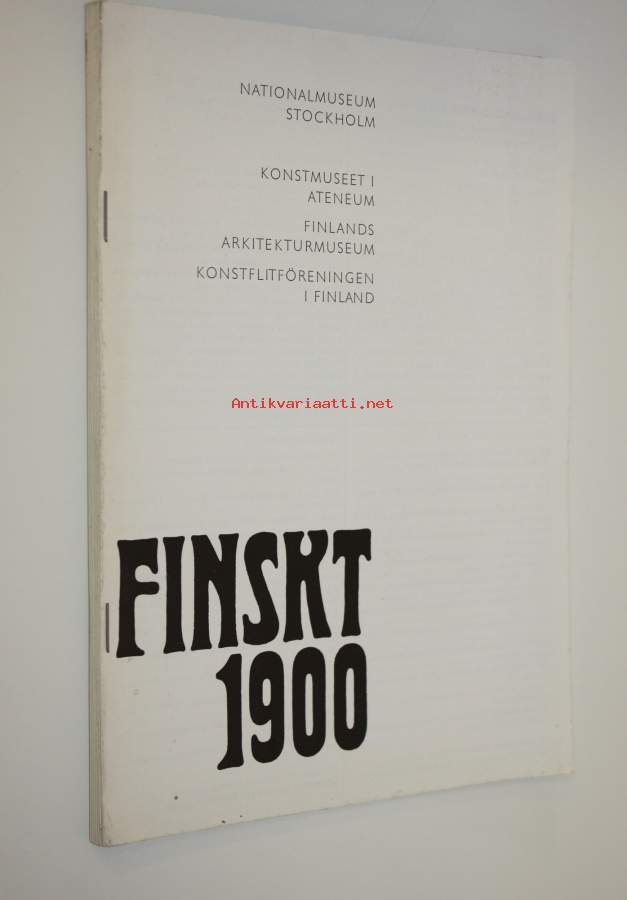 NATIONALMUSEUM
STOCKHOLM
KONSTMUSEET I
ATENEUM
FINLANDS
ARKITEKTURMUSEUM
KONSTFLITFÖRENINGEN
I FINLAND
Antikvariaatti.net
FINSKT
1900